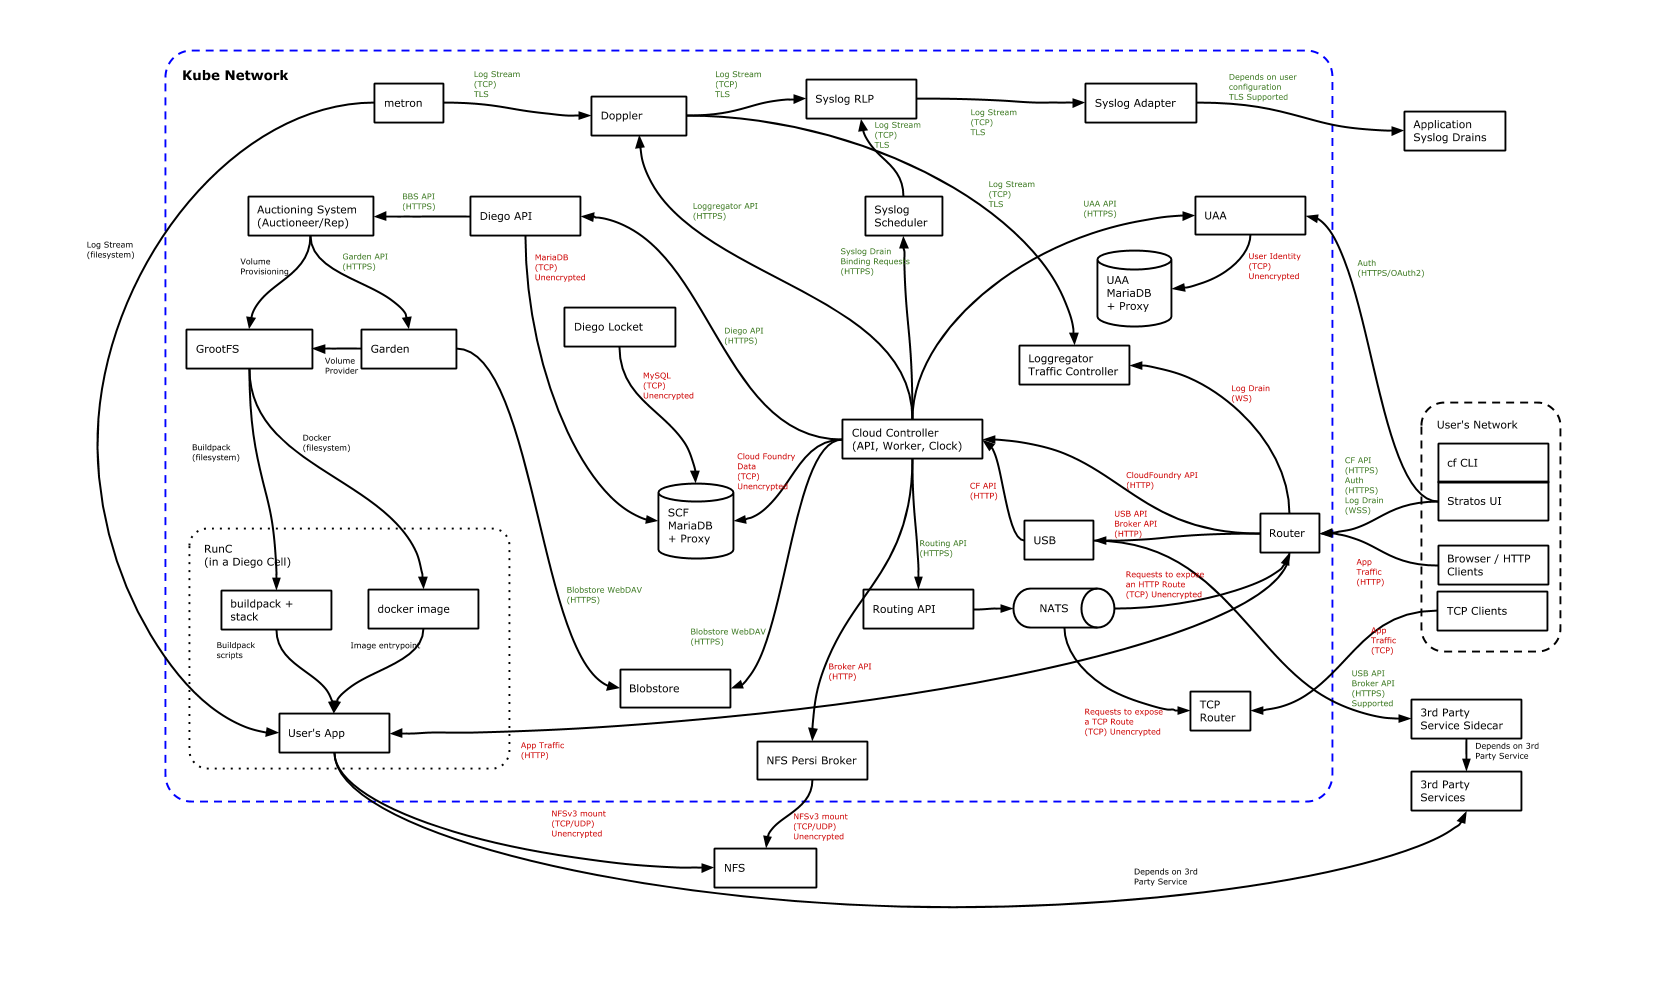 Kube Network
metron
Log Stream
(TCP)
TLS
Doppler
Log Stream
(TCP)
TLS
Syslog RLP
Log Stream
(TCP)
TLS
Log Stream
(TCP)
TLS
Syslog Adapter
Depends on user
configuration
TLS Supported
Application
Syslog Drains
Log Stream
(filesystem)
Auctioning System
(Auctioneer/Rep)
BBS API
(HTTPS)
Diego API
Loggregator API
(HTTPS)
Syslog
Scheduler
Log Stream
(TCP)
TLS
UAA API
(HTTPS)
UAA
Volume
Provisioning
Garden API
(HTTPS)
MariaDB
(TCP)
Unencrypted
Syslog Drain
Binding Requests
(HTTPS)
UAA
MariaDB
+ Proxy
User Identity
(TCP)
Unencrypted
Auth
(HTTPS/OAuth2)
GrootFS
Volume
Provider
Garden
Diego Locket
Diego API
(HTTPS)
Loggregator
Traffic Controller
MySQL
(TCP)
Unencrypted
Log Drain
(WS)
Buildpack
(filesystem)
Docker
(filesystem)
Cloud Controller
(API, Worker, Clock)
User's Network
cf CLI
Stratos UI
Browser / HTTP
Clients
TCP Clients
Cloud Foundry
Data
(TCP)
Unencrypted
CF API
(HTTP)
CloudFoundry API
(HTTP)
CF API
(HTTPS)
Auth
(HTTPS)
Log Drain
(WSS)
SCF
MariaDB
+ Proxy
USB API
Broker API
(HTTP)
USB
Router
RunC
(in a Diego Cell)
Routing API
(HTTPS)
App
Traffic
(HTTP)
Requests to expose
an HTTP Route
(TCP) Unencrypted
buildpack +
stack
docker image
Blobstore WebDAV
(HTTPS)
Routing API
NATS
Buildpack
scripts
Image entrypoint
Blobstore WebDAV
(HTTPS)
App
Traffic
(TCP)
Blobstore
Broker API
(HTTP)
USB API
Broker API
(HTTPS)
Supported
TCP
Router
Requests to expose
a TCP Route
(TCP) Unencrypted
3rd Party
Service Sidecar
User's App
App Traffic
(HTTP)
NFS Persi Broker
Depends on 3rd
Party Service
3rd Party
Services
NFSv3 mount
(TCP/UDP)
Unencrypted
NFSv3 mount
(TCP/UDP)
Unencrypted
NFS
Depends on 3rd
Party Service